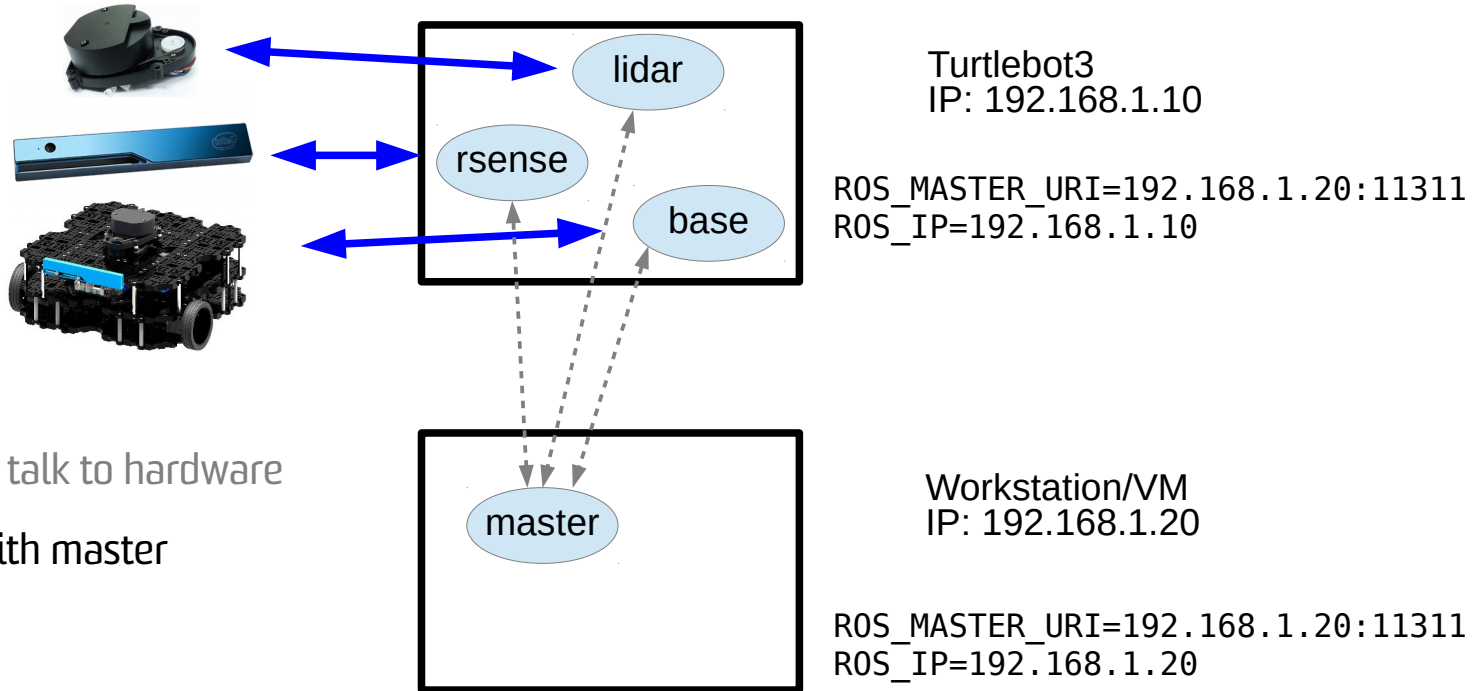 lidar
rsense
base
Turtlebot3
IP: 192.168.1.10
ROS_MASTER_URI=192.168.1.20:11311
ROS_IP=192.168.1.10
talk to hardware
ith master
master
Workstation/VM
IP: 192.168.1.20
ROS_MASTER_URI=192.168.1.20:11311
ROS_IP=192.168.1.20